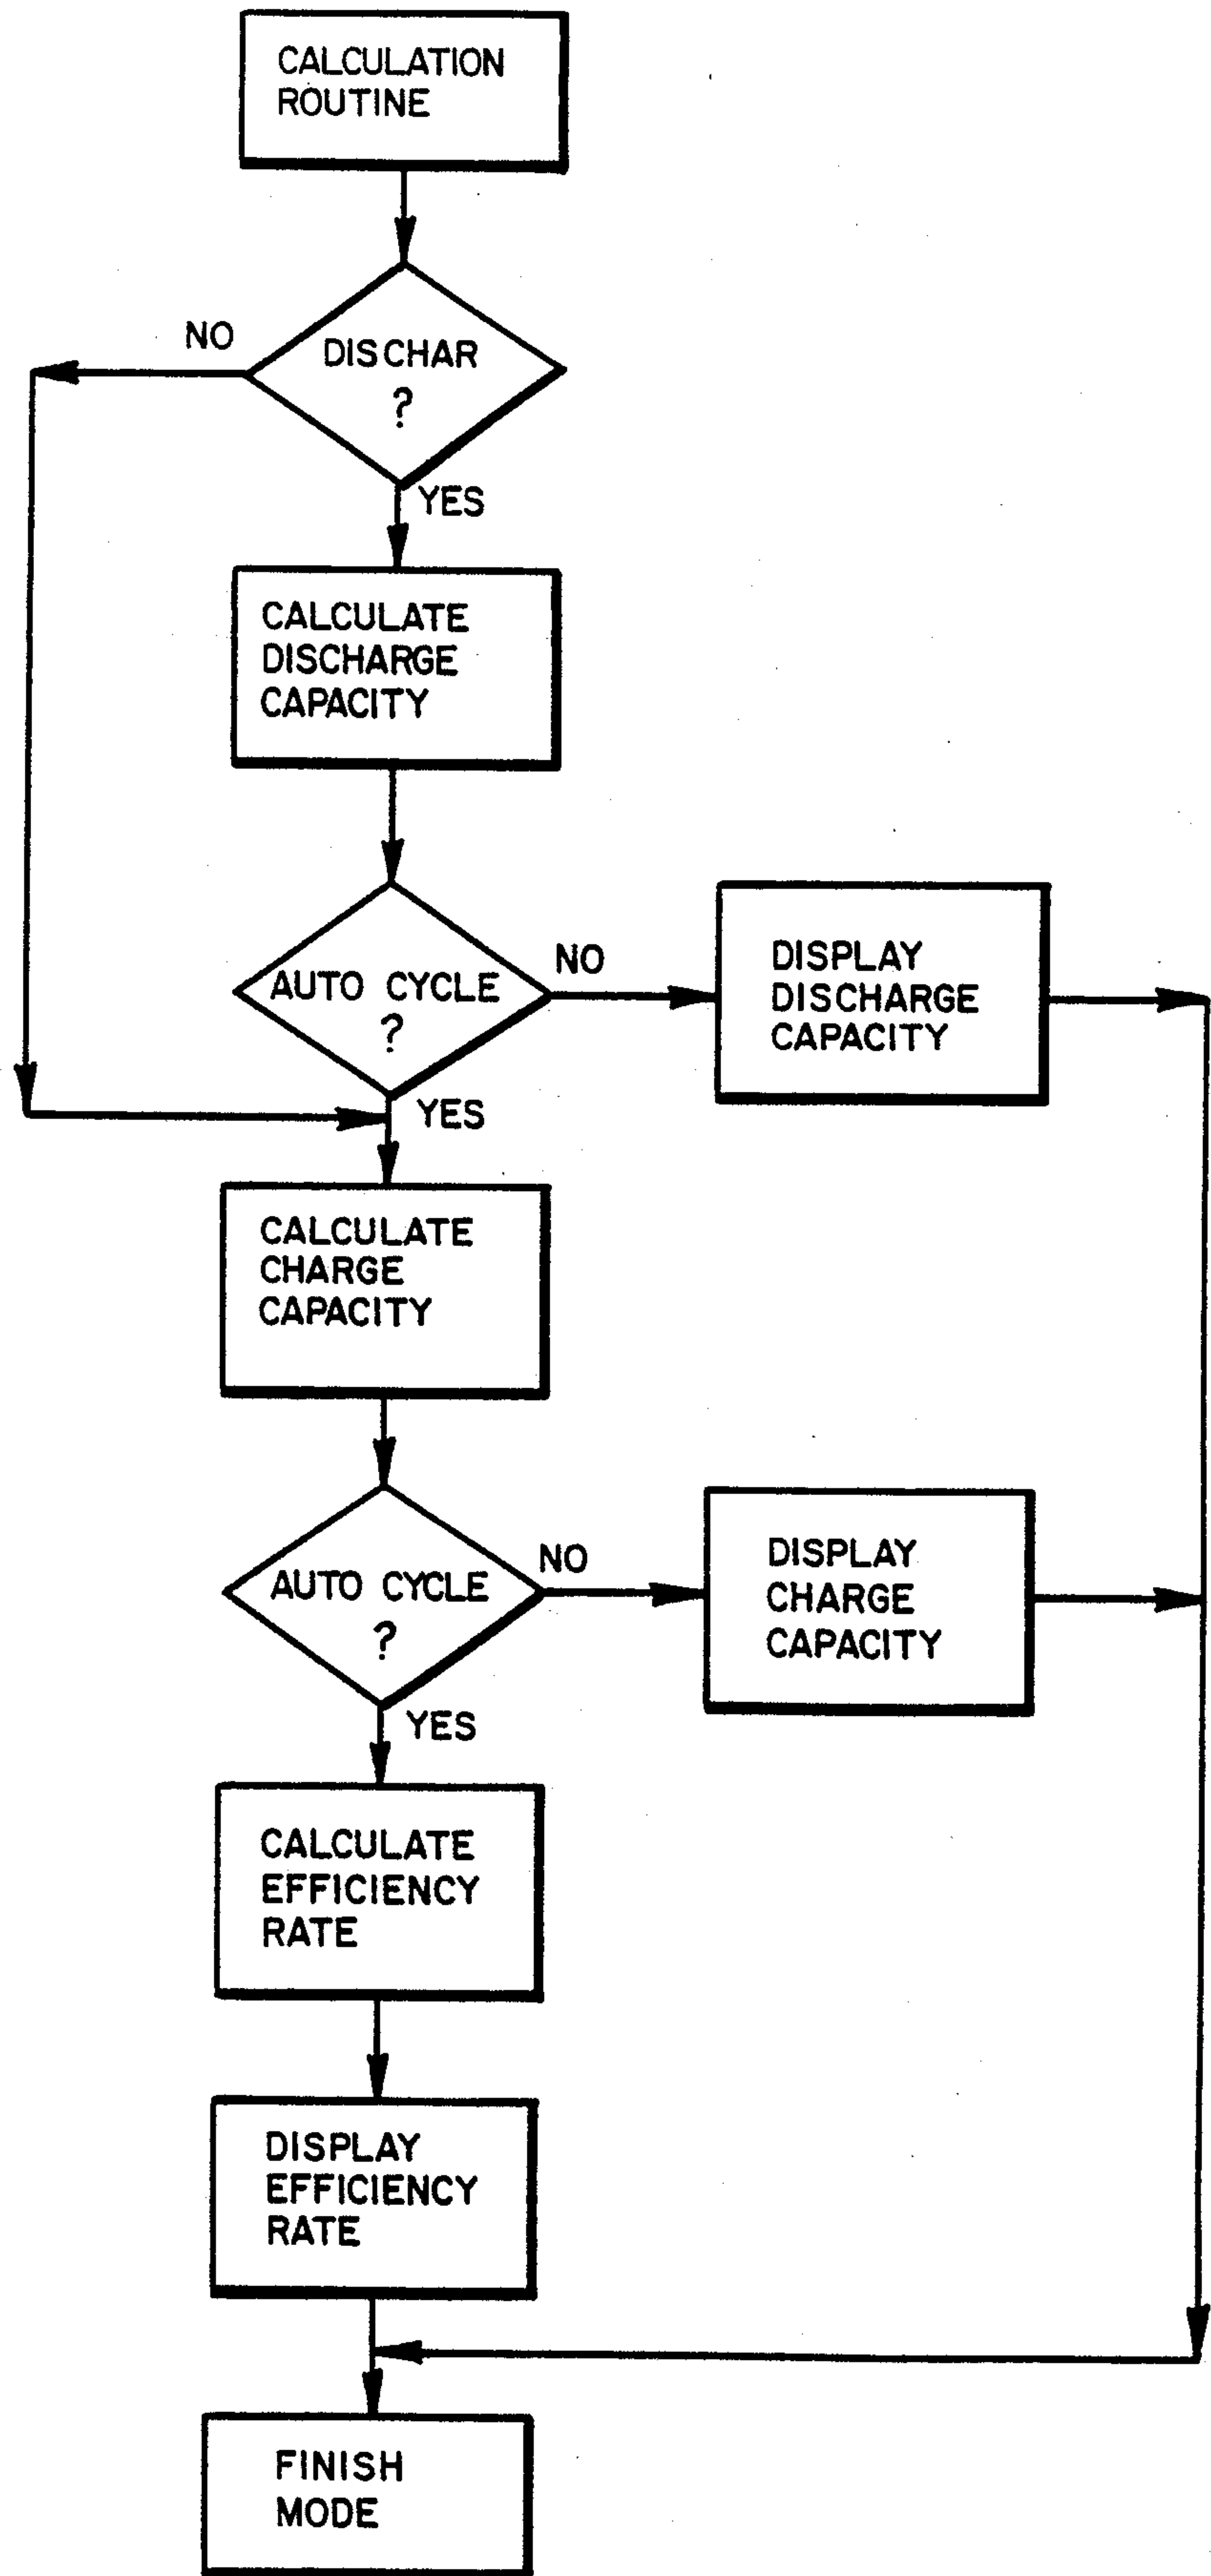 CALCULATION
ROUTINE
NO
DISCHAR
?
YES
CALCULATE
DISCHARGE
CAPACITY
AUTO CYCLE
?
NO
DISPLAY
DISCHARGE
CAPACITY
YES
CALCULATE
CHARGE
CAPACITY
AUTO CYCLE
?
NO
DISPLAY
CHARGE
CAPACITY
YES
CALCULATE
EFFICIENCY
RATE
DISPLAY
EFFICIENCY
RATE
FINISH
MODE